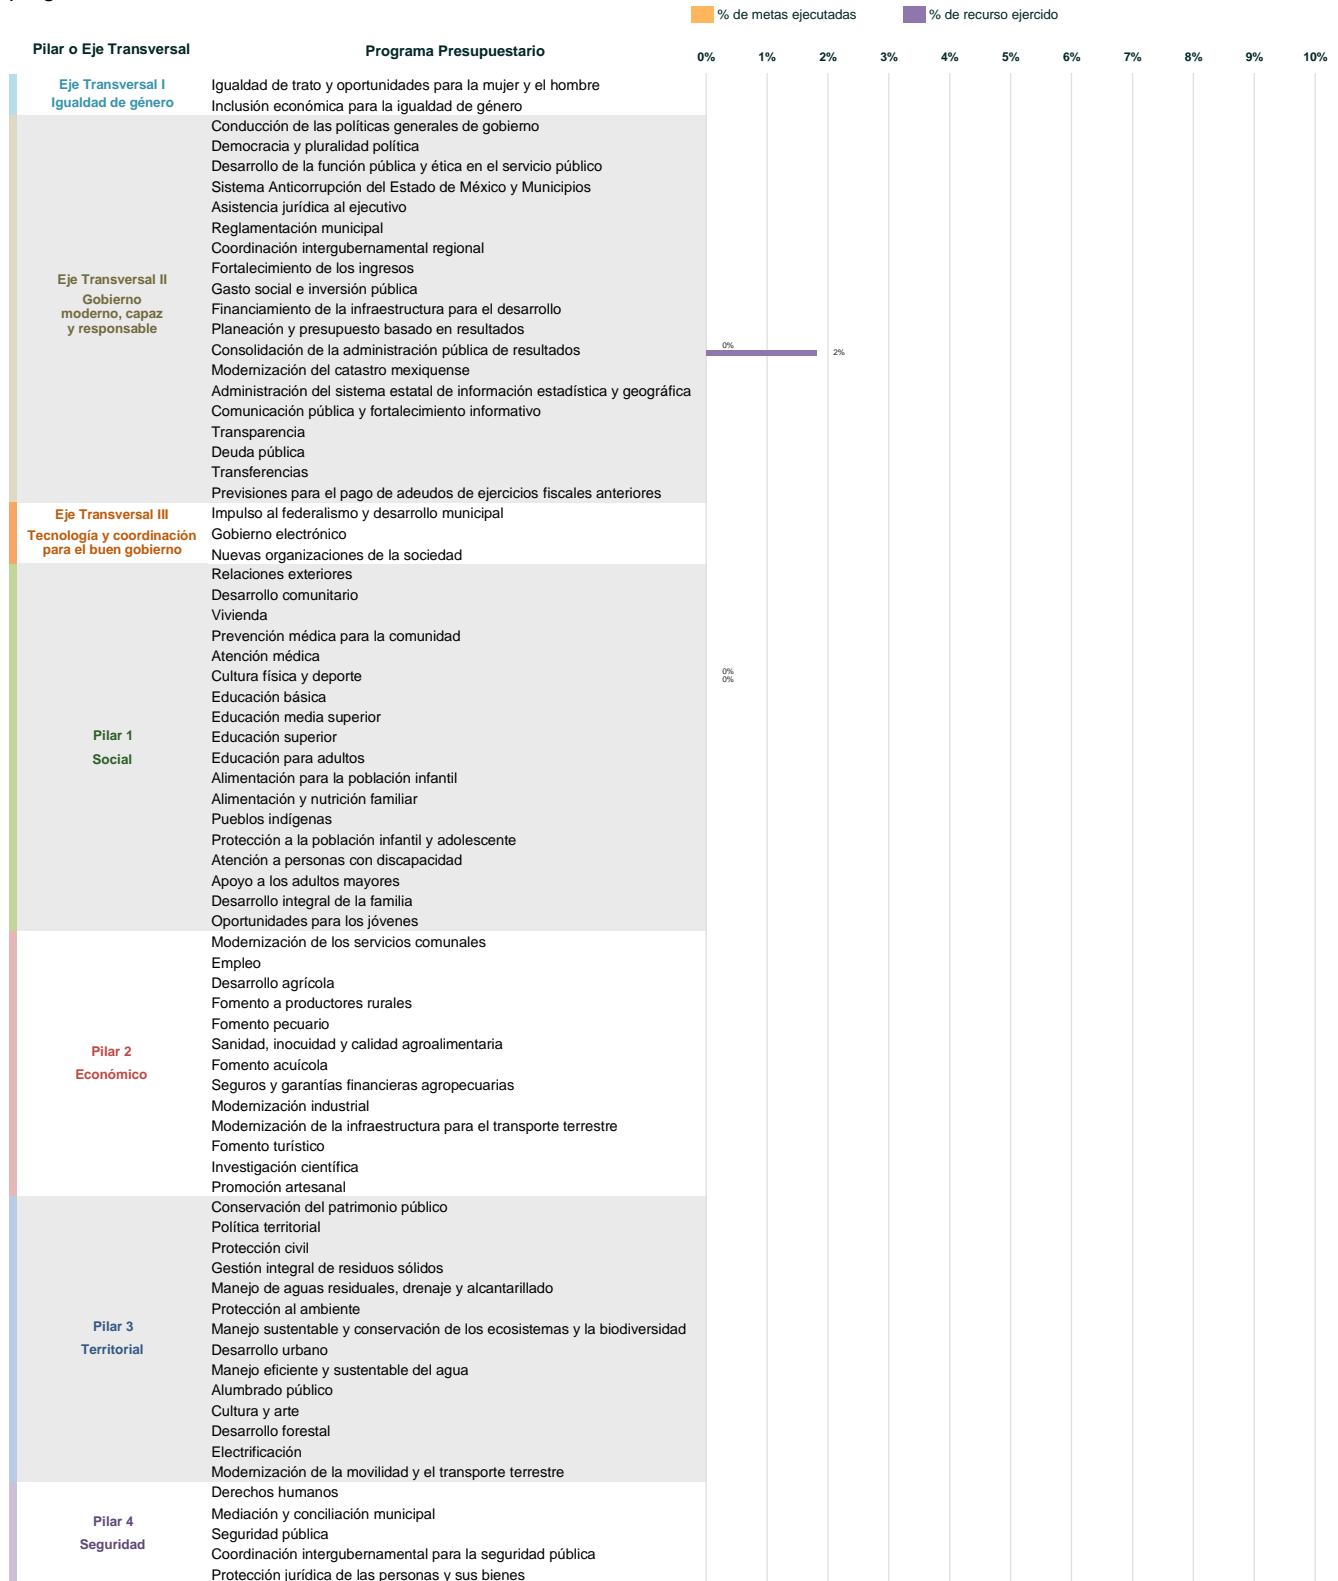 % de metas ejecutadas % de recurso ejercido
Pilar o Eje Transversal Programa Presupuestario 0% 1% 2% 3% 4% 5% 6% 7% 8% 9% 10%
Eje Transversal I
Igualdad de género
Igualdad de trato y oportunidades para la mujer y el hombre
Inclusión económica para la igualdad de género
Eje Transversal II
Gobierno
moderno, capaz
y responsable
Conducción de las políticas generales de gobierno
Democracia y pluralidad política
Desarrollo de la función pública y ética en el servicio público
Sistema Anticorrupción del Estado de México y Municipios
Asistencia jurídica al ejecutivo
Reglamentación municipal
Coordinación intergubernamental regional
Fortalecimiento de los ingresos
Gasto social e inversión pública
Financiamiento de la infraestructura para el desarrollo
Planeación y presupuesto basado en resultados
Consolidación de la administración pública de resultados
0%
2%
Modernización del catastro mexiquense
Administración del sistema estatal de información estadística y geográfica
Comunicación pública y fortalecimiento informativo
Transparencia
Deuda pública
Transferencias
Previsiones para el pago de adeudos de ejercicios fiscales anteriores
Eje Transversal III
Tecnología y coordinación
para el buen gobierno
Impulso al federalismo y desarrollo municipal
Gobierno electrónico
Nuevas organizaciones de la sociedad
Pilar 1
Social
Relaciones exteriores
Desarrollo comunitario
Vivienda
Prevención médica para la comunidad
Atención médica
Cultura física y deporte
0%
0%
Educación básica
Educación media superior
Educación superior
Educación para adultos
Alimentación para la población infantil
Alimentación y nutrición familiar
Pueblos indígenas
Protección a la población infantil y adolescente
Atención a personas con discapacidad
Apoyo a los adultos mayores
Desarrollo integral de la familia
Oportunidades para los jóvenes
Pilar 2
Económico
Modernización de los servicios comunales
Empleo
Desarrollo agrícola
Fomento a productores rurales
Fomento pecuario
Sanidad, inocuidad y calidad agroalimentaria
Fomento acuícola
Seguros y garantías financieras agropecuarias
Modernización industrial
Modernización de la infraestructura para el transporte terrestre
Fomento turístico
Investigación científica
Promoción artesanal
Pilar 3
Territorial
Conservación del patrimonio público
Política territorial
Protección civil
Gestión integral de residuos sólidos
Manejo de aguas residuales, drenaje y alcantarillado
Protección al ambiente
Manejo sustentable y conservación de los ecosistemas y la biodiversidad
Desarrollo urbano
Manejo eficiente y sustentable del agua
Alumbrado público
Cultura y arte
Desarrollo forestal
Electrificación
Modernización de la movilidad y el transporte terrestre
Pilar 4
Seguridad
Derechos humanos
Mediación y conciliación municipal
Seguridad pública
Coordinación intergubernamental para la seguridad pública
Protección jurídica de las personas y sus bienes